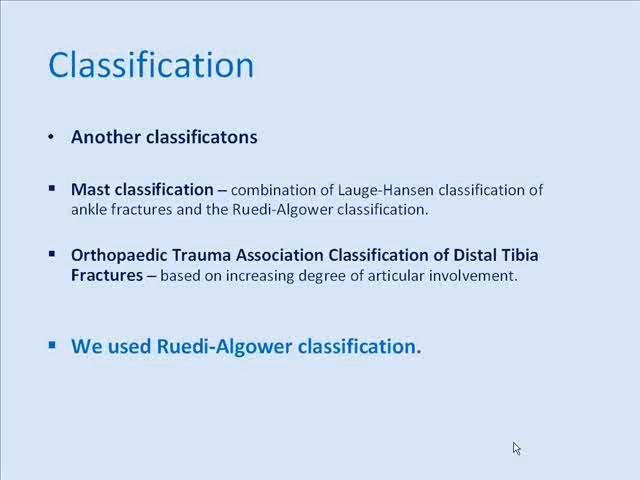 Classification
• Another classificatons
▪ Mast classification – combination of Lauge-Hansen classification of
ankle fractures and the Ruedi-Algower classification.
▪ Orthopaedic Trauma Association Classification of Distal Tibia
Fractures – based on increasing degree of articular involvement.
▪ We used Ruedi-Algower classification.